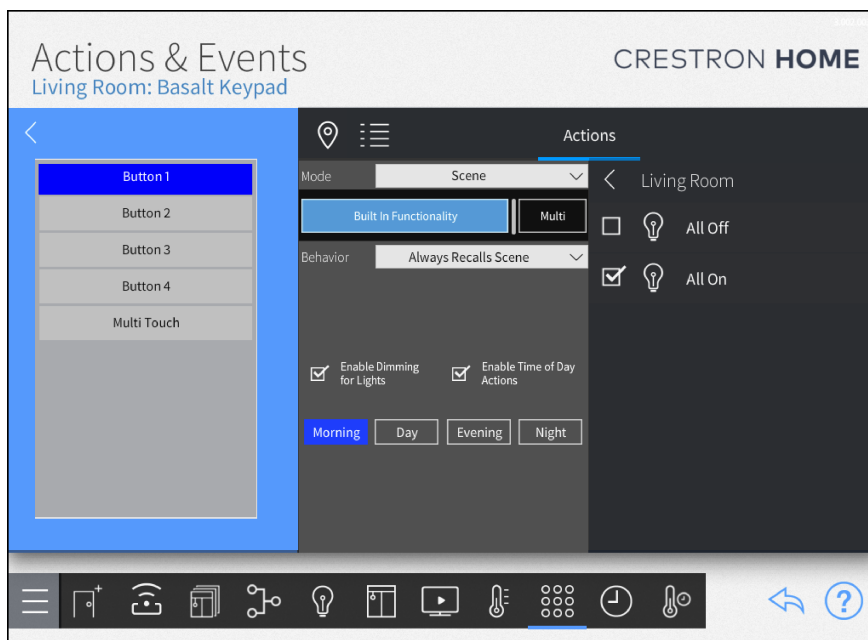 Actions & Events
CRESTRON HOME
Living Room: Basalt Keypad
Actions
Button 1
Button 2
Button 3
Button 4
Multi Touch
Mode
Scene
Built In Functionality
Multi
Behavior
Always Recalls Scene
Enable Dimming
for Lights
Enable Time of Day
Actions
Morning
Day
Evening
Night
Living Room
All Off
All On
?